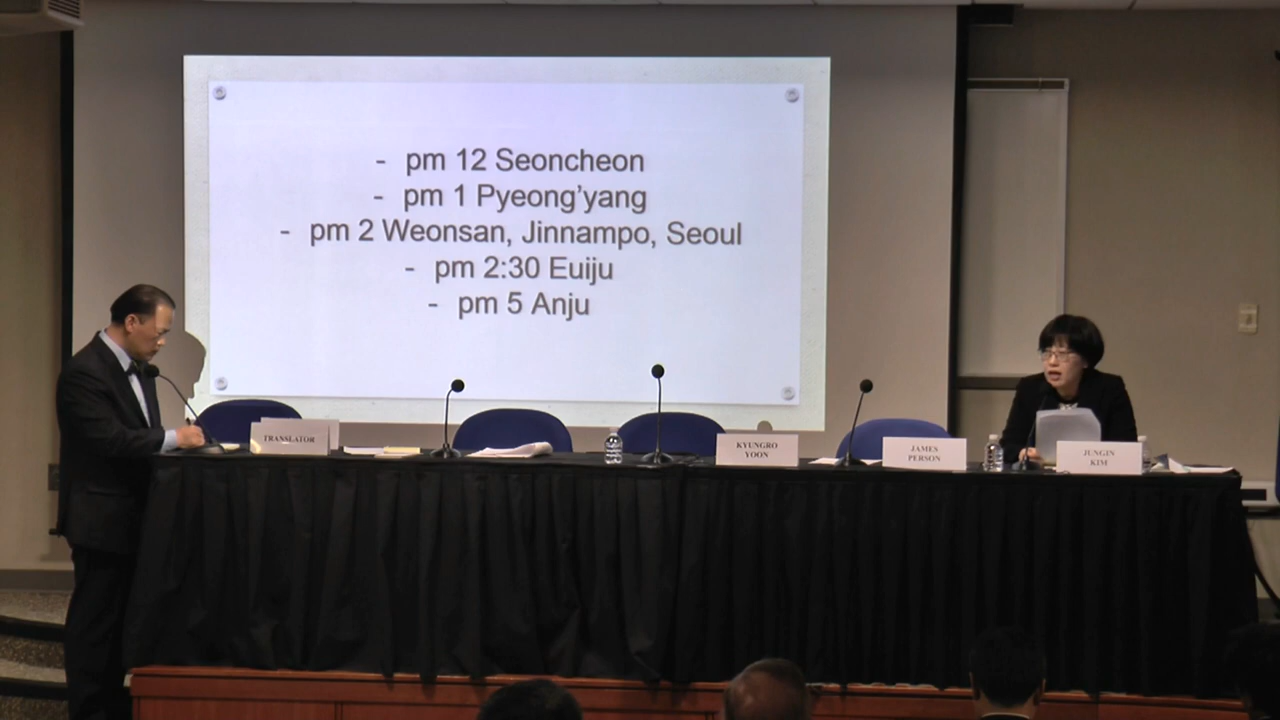 - pm 12 Seoncheon
- pm 1 Pyeong'yang
- pm 2 Weonsan, Jinnampo, Seoul
- pm 2:30 Euiju
- pm 5 Anju
TRANSLATOR
KYUNGRO
YOON
JAMES
PERSON
JUNGIN
KIM